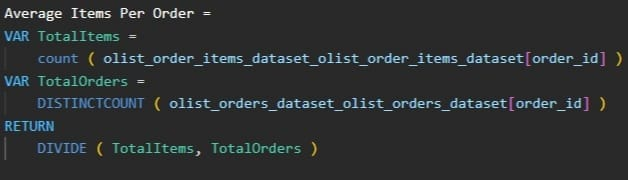 Average Items Per Order =
VAR TotalItems =
count ( olist_order_items_dataset_olist_order_items_dataset[order_id] )
VAR TotalOrders =
DISTINCTCOUNT ( olist_orders_dataset_olist_orders_dataset[order_id] )
RETURN
DIVIDE ( TotalItems, TotalOrders )